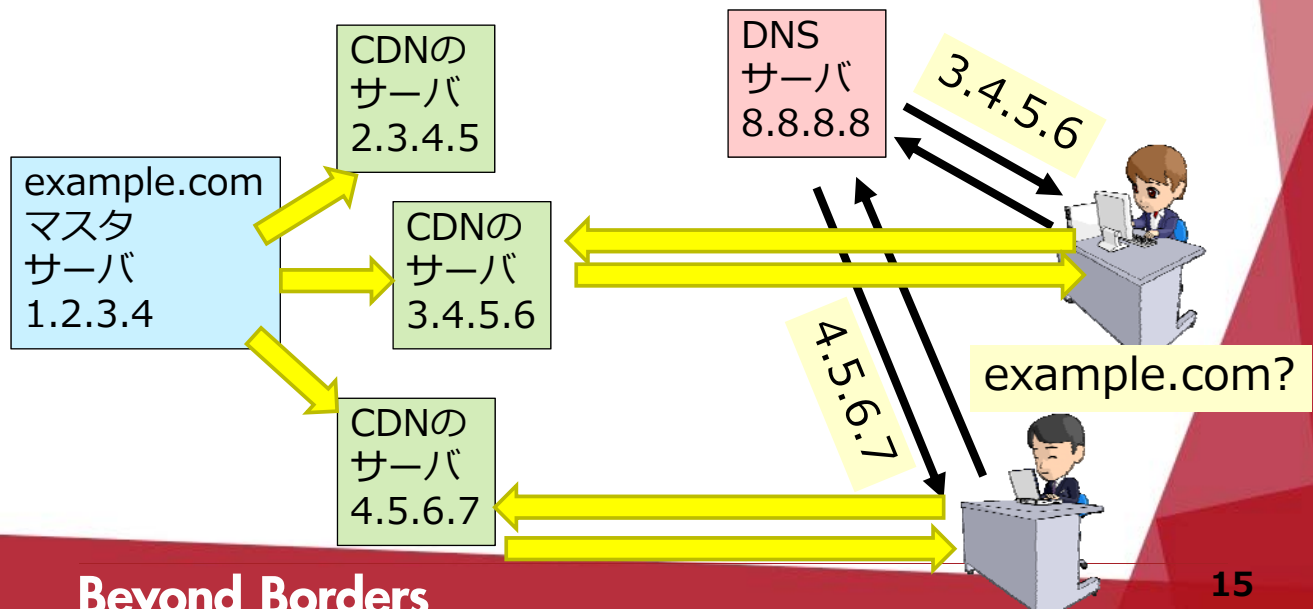 CDNの
サーバ
2.3.4.5
DNS
サーバ
8.8.8.8
3.4.5.6
example.com
マスタ
サーバ
1.2.3.4
CDNの
サーバ
3.4.5.6
4.5.6.7
example.com?
CDNの
サーバ
4.5.6.7
Beyond Borders
15